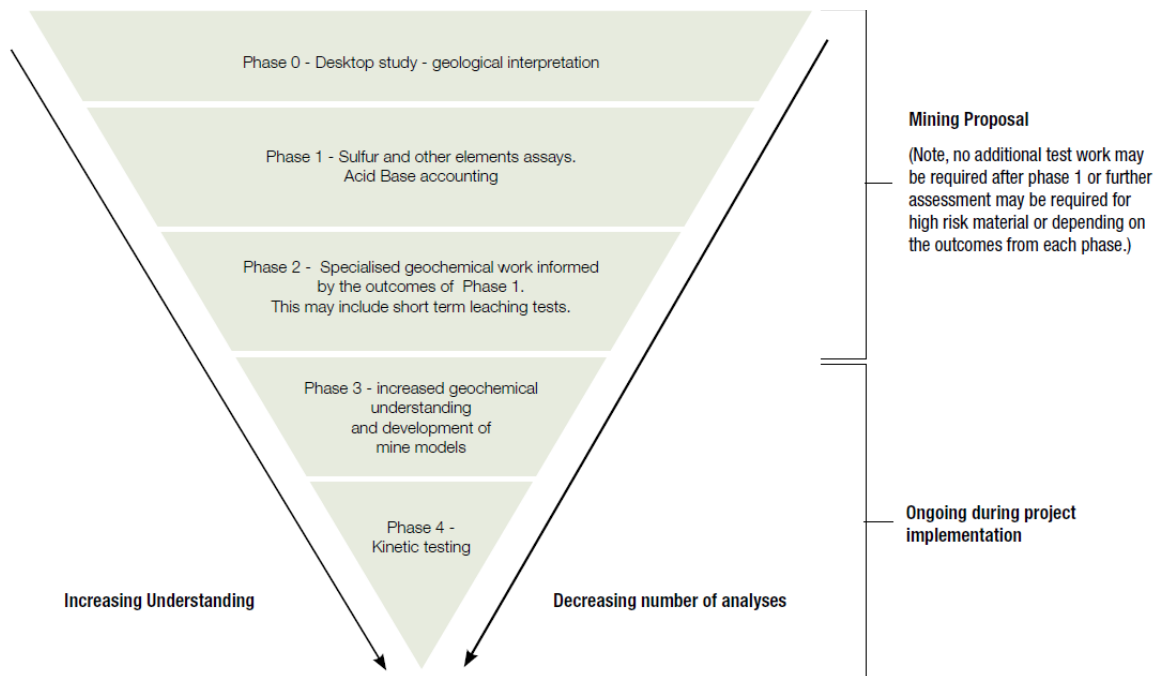 Phase 0 - Desktop study - geological interpretation
Phase 1 - Sulfur and other elements assays.
Acid Base accounting
Phase 2 - Specialised geochemical work informed
by the outcomes of Phase 1.
This may include short term leaching tests.
Phase 3 - increased geochemical
understanding
and development of
mine models
Phase 4 -
Kinetic testing
Increasing Understanding
Decreasing number of analyses
Mining Proposal
(Note, no additional test work may
be required after phase 1 or further
assessment may be required for
high risk material or depending on
the outcomes from each phase.)
Ongoing during project
implementation